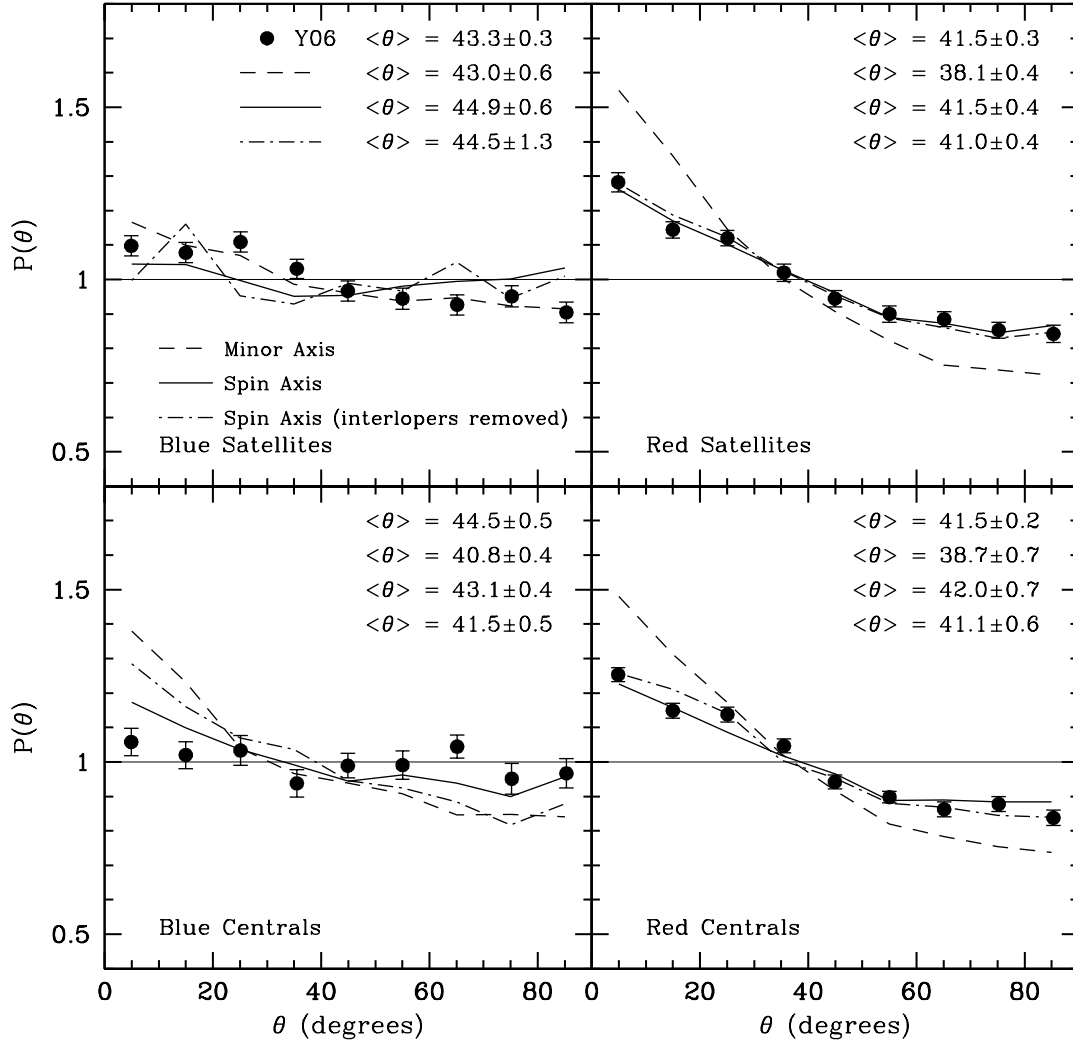 Y06 <θ> = 43.3±0.3
<θ> = 43.0±0.6
<θ> = 44.9±0.6
<θ> = 44.5±1.3
1.5
1
0.5
P(θ)
Minor Axis
Spin Axis
Spin Axis (interlopers removed)
Blue Satellites
<θ> = 41.5±0.3
<θ> = 38.1±0.4
<θ> = 41.5±0.4
<θ> = 41.0±0.4
Red Satellites
<θ> = 44.5±0.5
<θ> = 40.8±0.4
<θ> = 43.1±0.4
<θ> = 41.5±0.5
1.5
1
0.5
P(θ)
Blue Centrals
0 20 40 60 80
θ (degrees)
<θ> = 41.5±0.2
<θ> = 38.7±0.7
<θ> = 42.0±0.7
<θ> = 41.1±0.6
Red Centrals
0 20 40 60 80
θ (degrees)